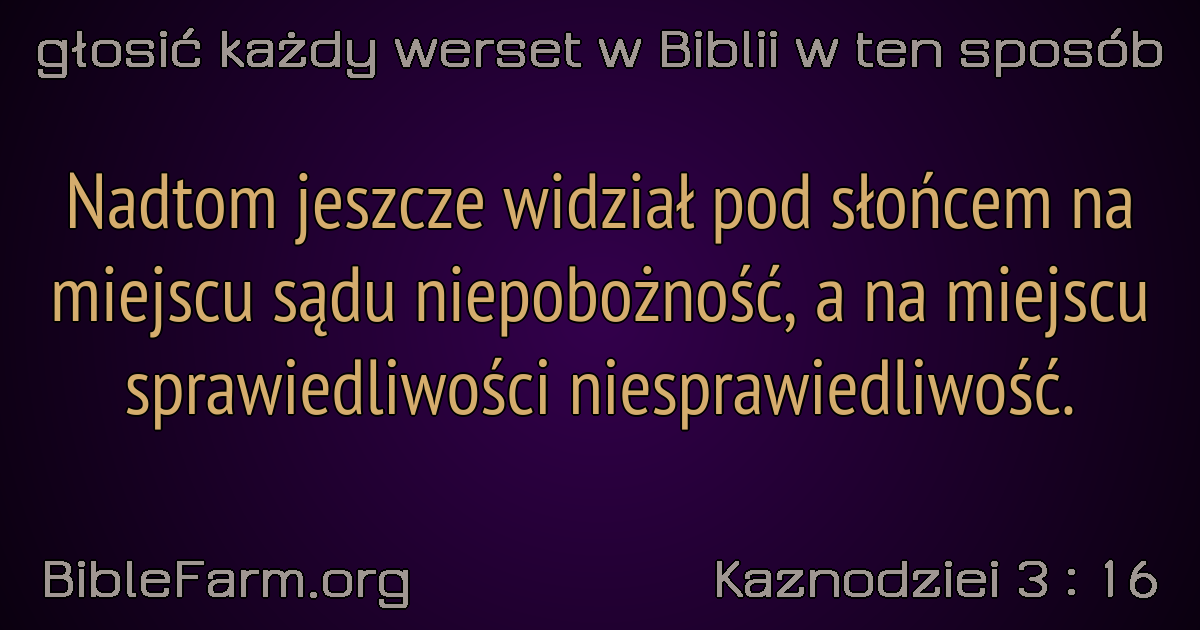 głosić każdy werset w Biblii w ten sposób
Nadtom jeszcze widział pod słońcem na
miejscu sądu niepobożność, a na miejscu
sprawiedliwości niesprawiedliwość.
BibleFarm.org
Kaznodziei 3 : 16